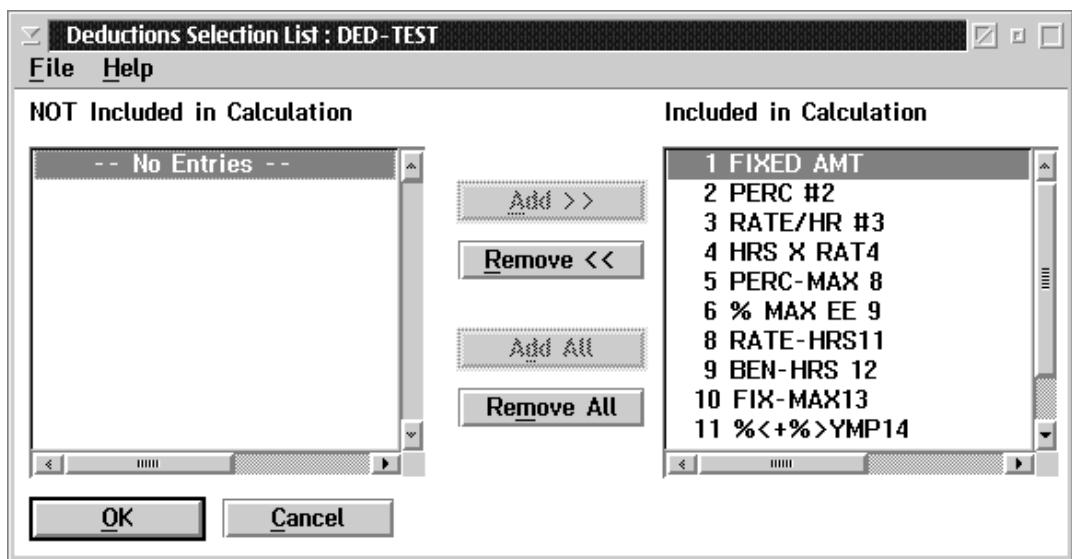 Deductions Selection List : DED-TEST
File Help
NOT Included in Calculation
Included in Calculation
-- No Entries --
1 FIXED AMT
2 PERC #2
3 RATE/HR #3
4 HRS X RAT4
5 PERC-MAX 8
6 % MAX EE 9
8 RATE-HRS11
9 BEN-HRS 12
10 FIX-MAX13
11 %<+%>YMP14
Add >>
Remove <<
Add All
Remove All
OK
Cancel